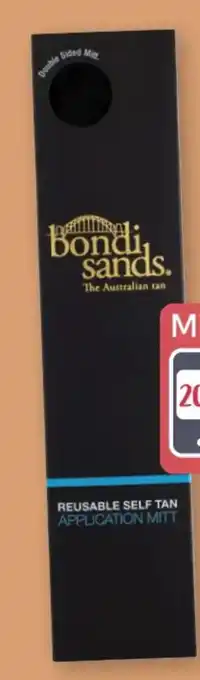 Double Sided Mitt.
bondi
sands.
The Australian tan
M
20
REUSABLE SELF TAN
APPLICATION MITT